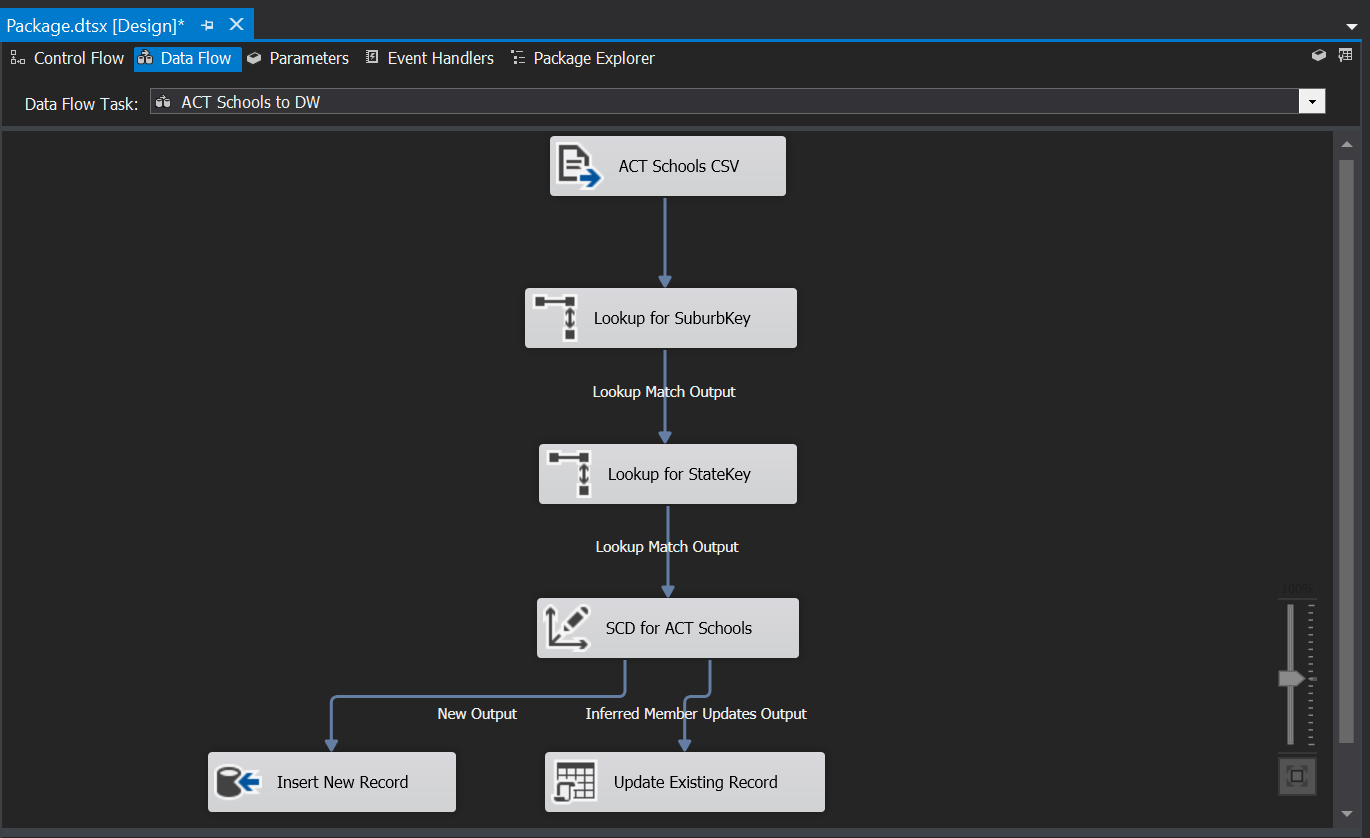 Package.dtsx [Design]*
Control Flow Data Flow Parameters Event Handlers Package Explorer
Data Flow Task: ACT Schools to DW
ACT Schools CSV
Lookup for SuburbKey
Lookup Match Output
Lookup for StateKey
Lookup Match Output
100%
SCD for ACT Schools
New Output Inferred Member Updates Output
Insert New Record Update Existing Record